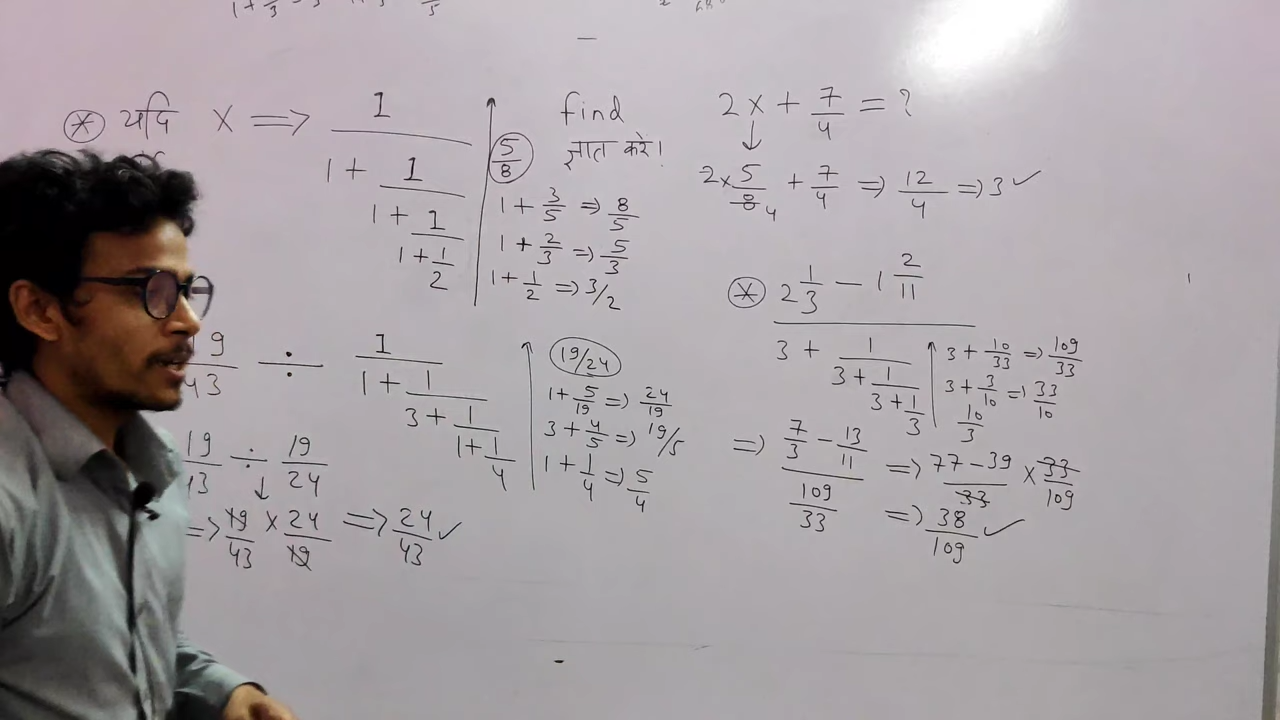 1 + 1/3
* यदि x ⇒ 1/(1 + 1/(1 + 1/(1 + 1/2)))
5/8
1 + 3/5 ⇒ 8/5
1 + 2/3 ⇒ 5/3
1 + 1/2 ⇒ 3/2
find
ज्ञात करे।
2x + 7/4 = ?
↓
2 × 5/8 4 + 7/4 ⇒ 12/4 ⇒ 3 ✓
9/43 ÷ 1/(1 + 1/(3 + 1/(1 + 1/4)))
19/24
1 + 5/19 ⇒ 24/19
3 + 4/5 ⇒ 19/5
1 + 1/4 ⇒ 5/4
19/43 ÷ 19/24
↓
⇒ 19/43 × 24/19 ⇒ 24/43 ✓
* (2 1/3 − 1 2/11)/(3 + 1/(3 + 1/(3 + 1/3)))
3 + 10/33 ⇒ 109/33
3 + 3/10 ⇒ 33/10
10/3
⇒ (7/3 − 13/11)/(109/33) ⇒ (77 − 39)/33 × 33/109
⇒ 38/109 ✓